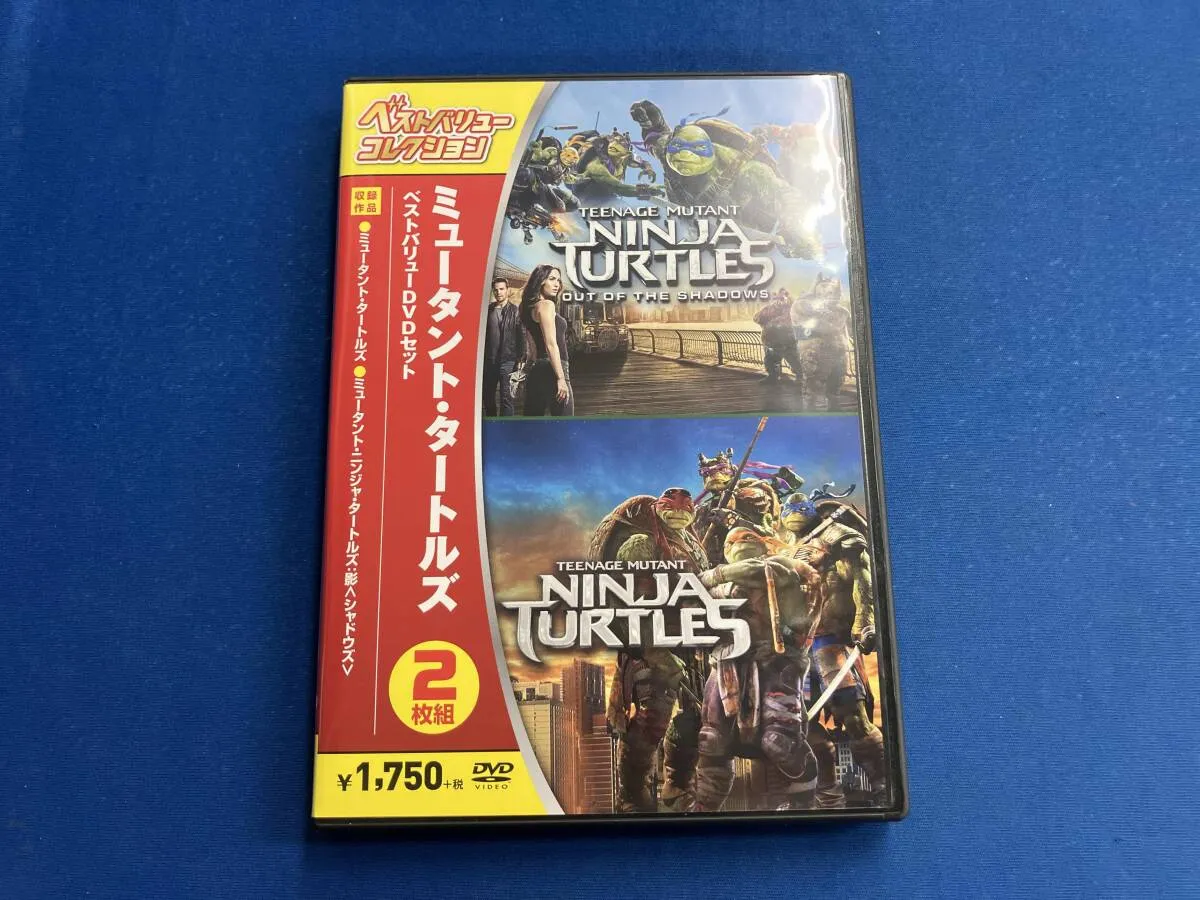 ベストバリュー
コレクション
収録
作品
ミュータント・タートルズ
ベストバリューDVDセット
●ミュータント・タートルズ ●ミュータント・ニンジャ・タートルズ:影<シャドウズ>
2
枚組
¥1,750+税
DVD
VIDEO
TEENAGE MUTANT
NINJA
TURTLES
OUT OF THE SHADOWS
TEENAGE MUTANT
NINJA
TURTLES